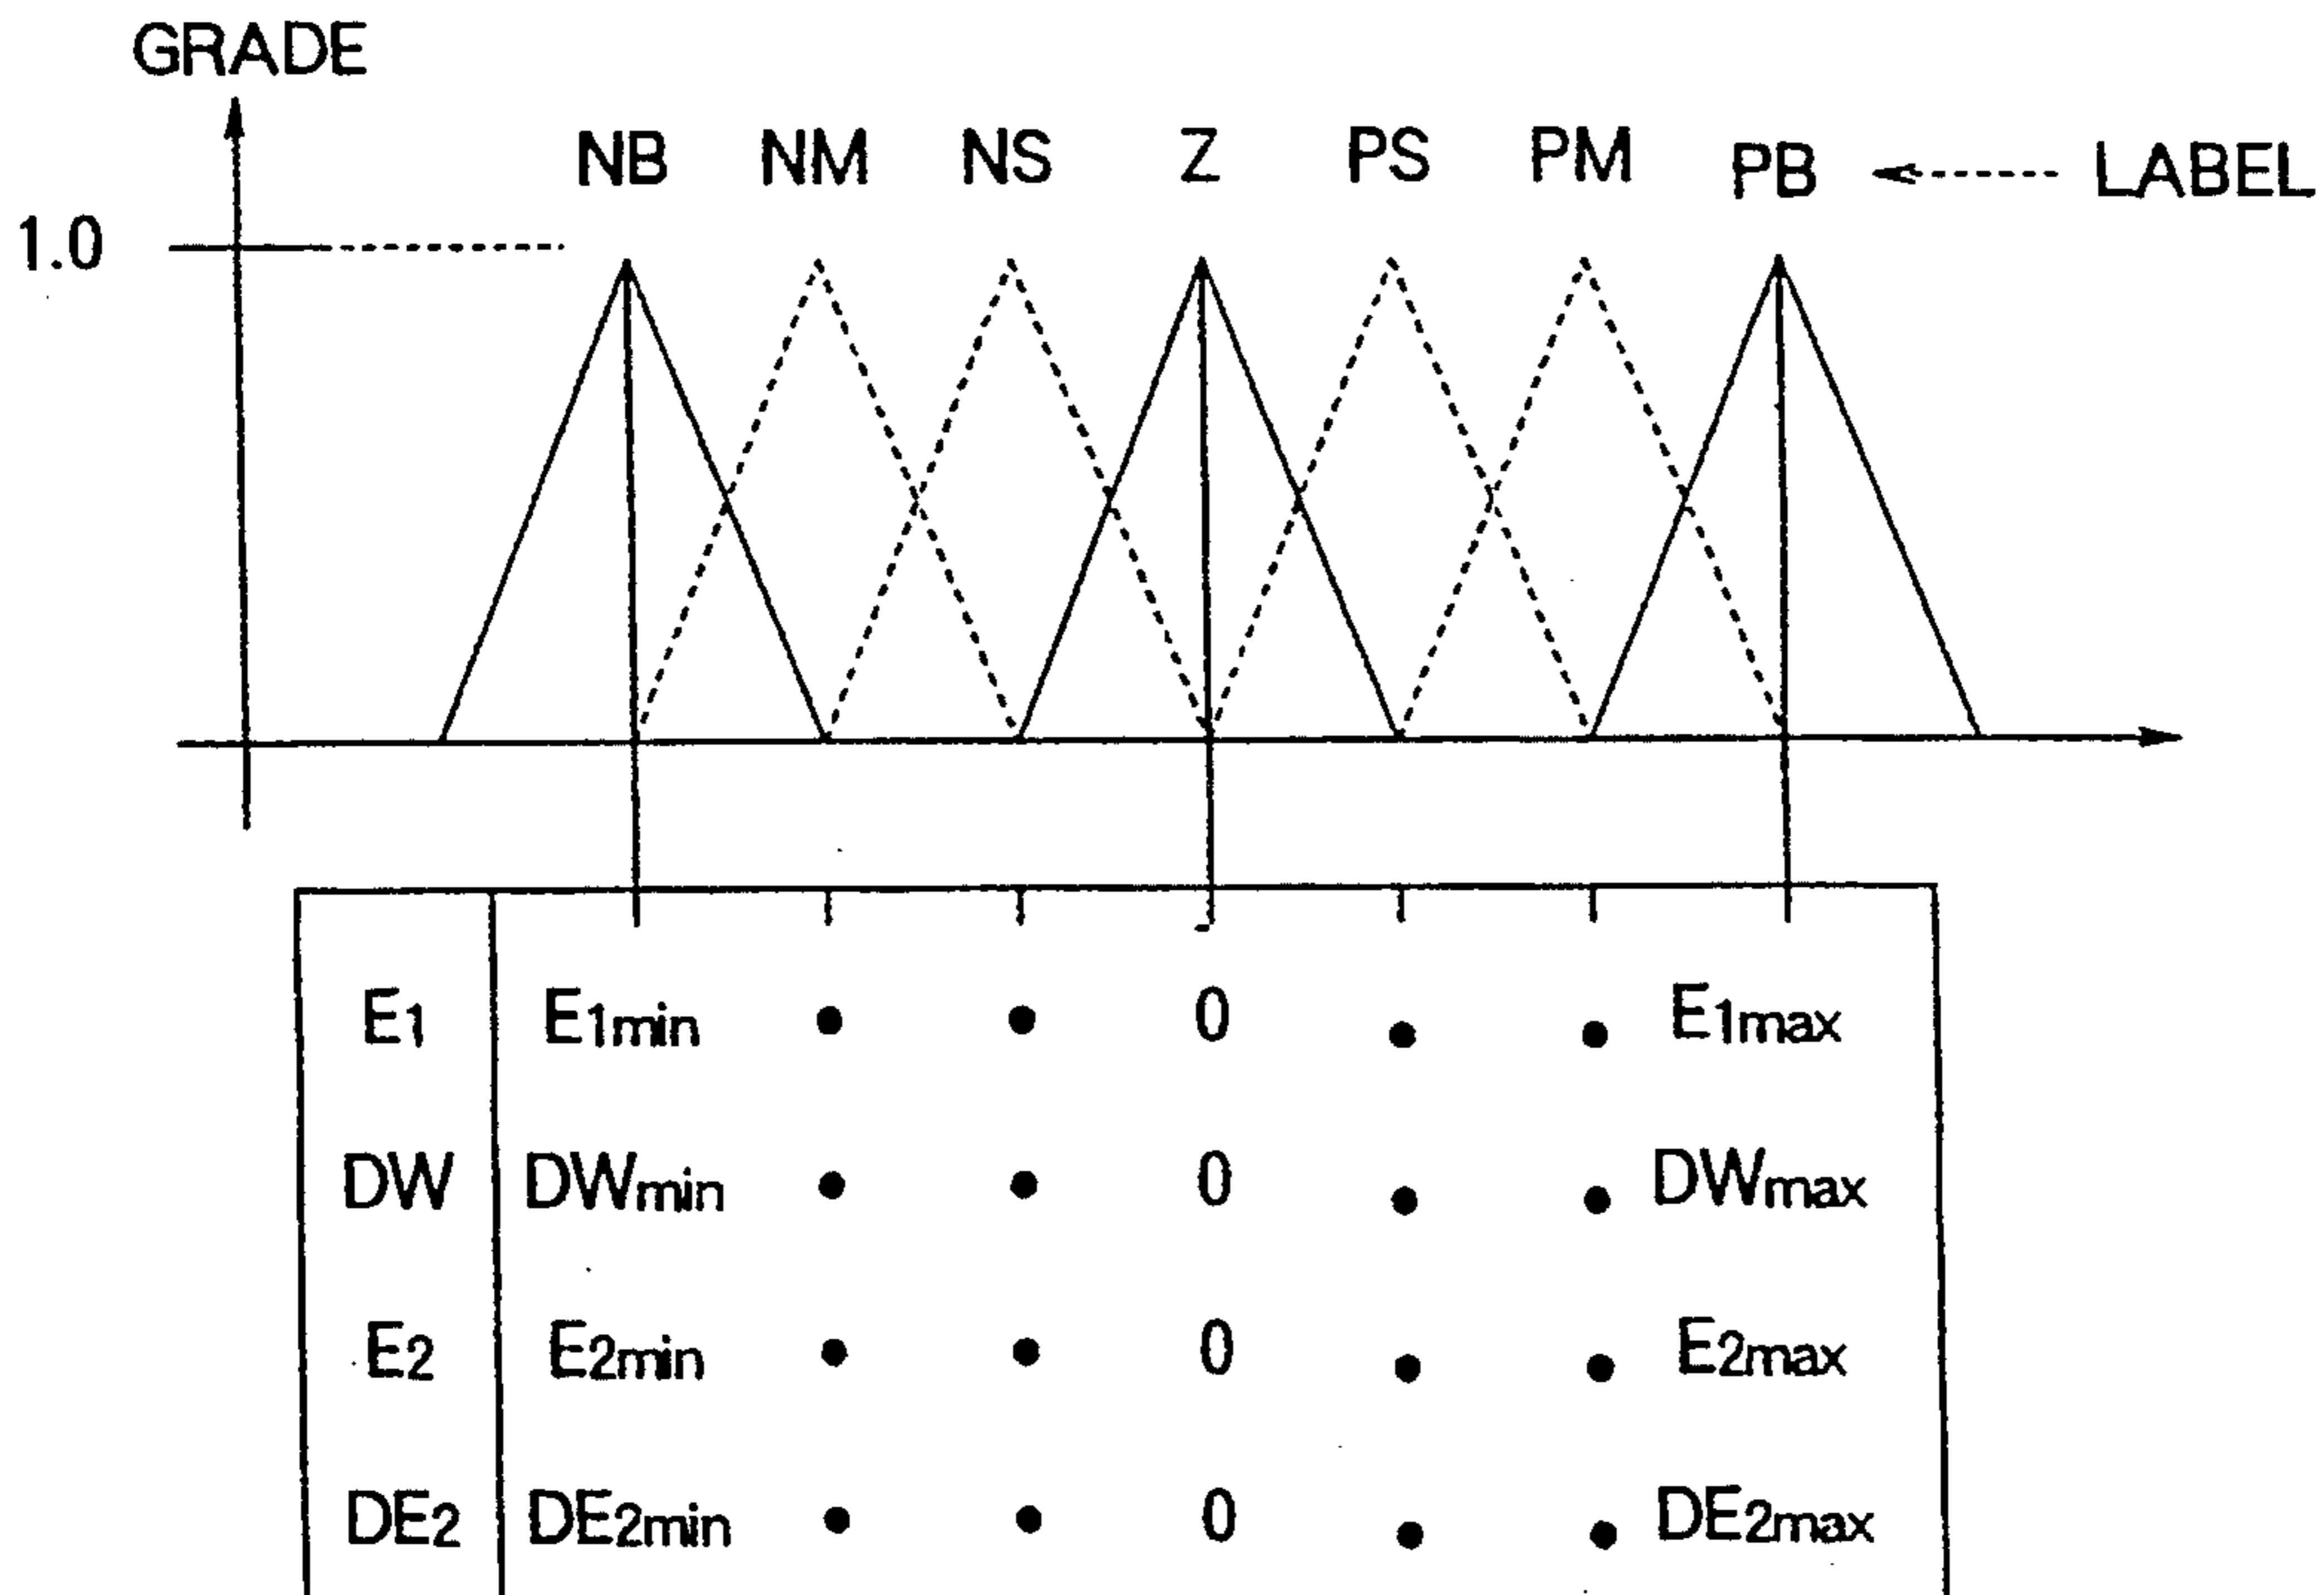 GRADE
NB NM NS Z PS PM PB LABEL
1.0
E1 E1min • • 0 • • E1max
DW DWmin • • 0 • • DWmax
E2 E2min • • 0 • • E2max
DE2 DE2min • • 0 • • DE2max